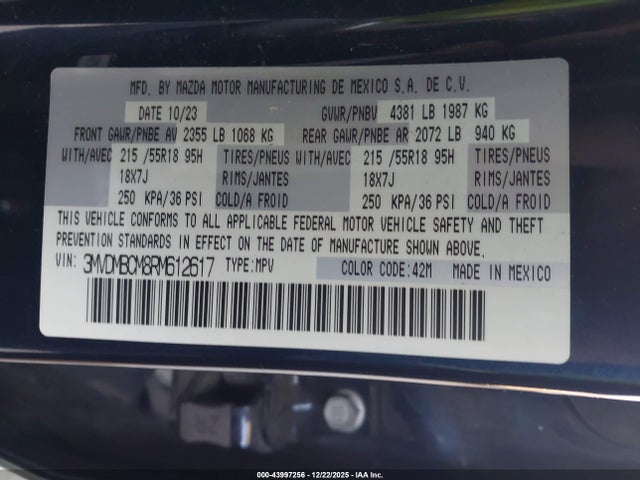 MFD. BY MAZDA MOTOR MANUFACTURING DE MEXICO S.A. DE C.V.
DATE 10/23 GVWR/PNBV 4381 LB 1987 KG
FRONT GAWR/PNBE AV 2355 LB 1068 KG REAR GAWR/PNBE AR 2072 LB 940 KG
WITH/AVEC 215 /55R18 95H TIRES/PNEUS WITH/AVEC 215 /55R18 95H TIRES/PNEUS
18X7J RIMS/JANTES 18X7J RIMS/JANTES
250 KPA/36 PSI COLD/A FROID 250 KPA/36 PSI COLD/A FROID
THIS VEHICLE CONFORMS TO ALL APPLICABLE FEDERAL MOTOR VEHICLE SAFETY AND THEFT
PREVENTION STANDARDS IN EFFECT ON THE DATE OF MANUFACTURE SHOWN ABOVE.
VIN: 3MVDMBCM8RM612617 TYPE:MPV COLOR CODE:42M MADE IN MEXICO
000-43997256 - 12/22/2025 - IAA Inc.